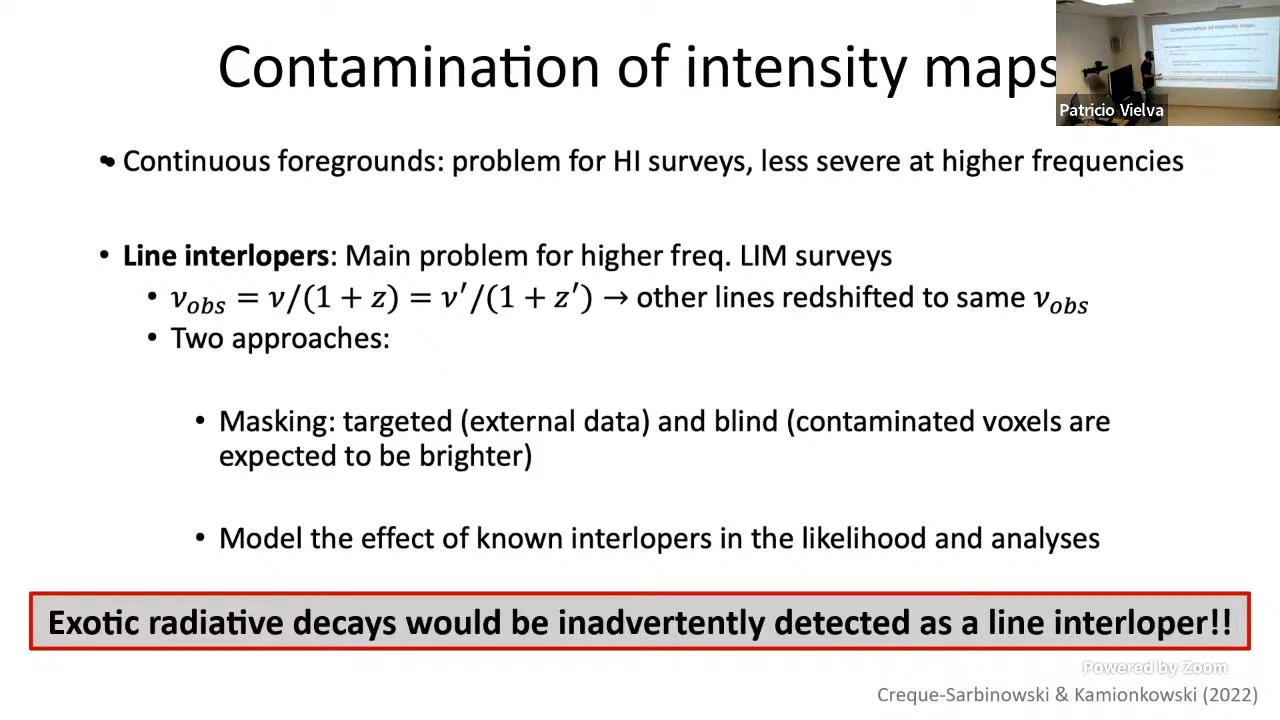 Contamination of intensity maps
Patricio Vielva
• Continuous foregrounds: problem for HI surveys, less severe at higher frequencies
• Line interlopers: Main problem for higher freq. LIM surveys
• 𝜈_obs = 𝜈/(1 + z) = 𝜈′/(1 + z′) → other lines redshifted to same 𝜈_obs
• Two approaches:
• Masking: targeted (external data) and blind (contaminated voxels are
expected to be brighter)
• Model the effect of known interlopers in the likelihood and analyses
Exotic radiative decays would be inadvertently detected as a line interloper!!
Powered by Zoom
Creque-Sarbinowski & Kamionkowski (2022)